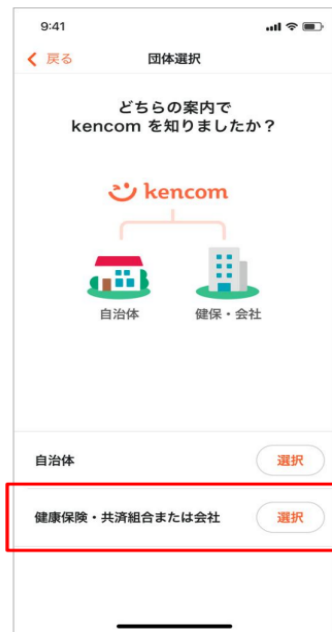 9:41
戻る
団体選択
どちらの案内で
kencom を知りましたか？
kencom
自治体
健保・会社
自治体
選択
健康保険・共済組合または会社
選択